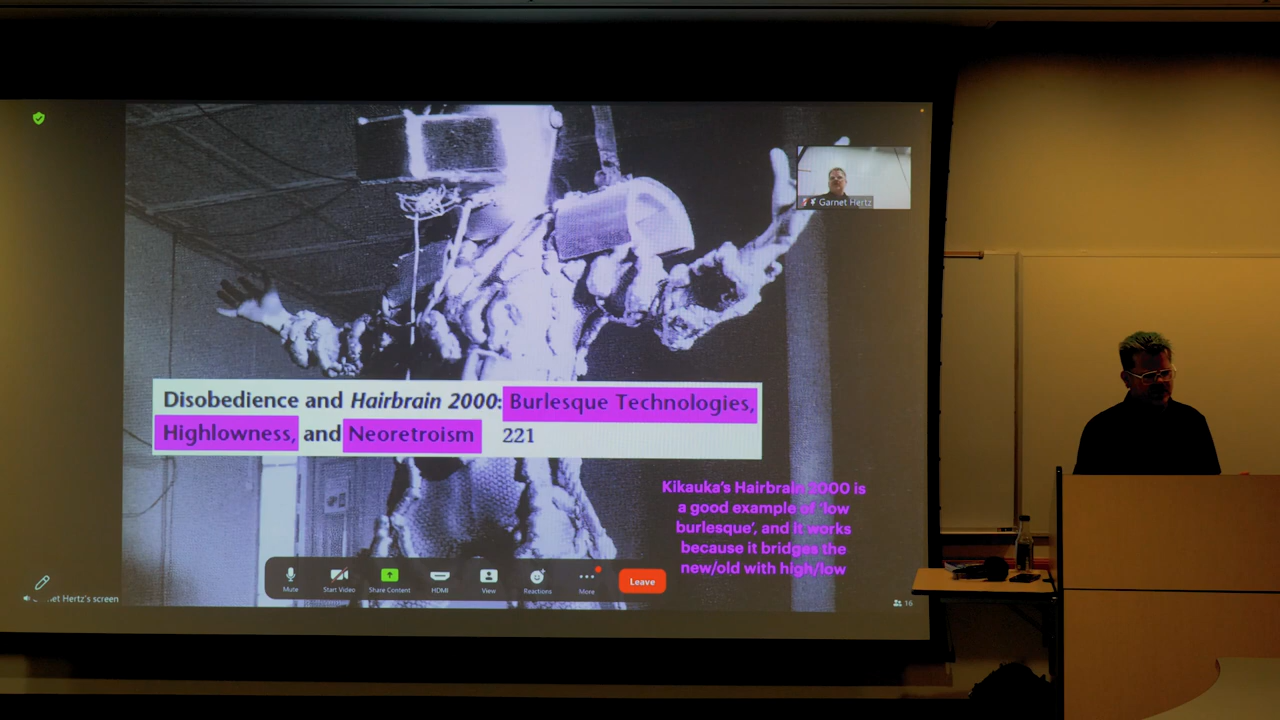 Garnet Hertz
Disobedience and Hairbrain 2000: Burlesque Technologies,
Highlowness, and Neoretroism 221
Kikauka's Hairbrain 2000 is
a good example of 'low
burlesque', and it works
because it bridges the
new/old with high/low
Mute Start Video Share Content HDMI View Reactions More Leave
et Hertz's screen
16